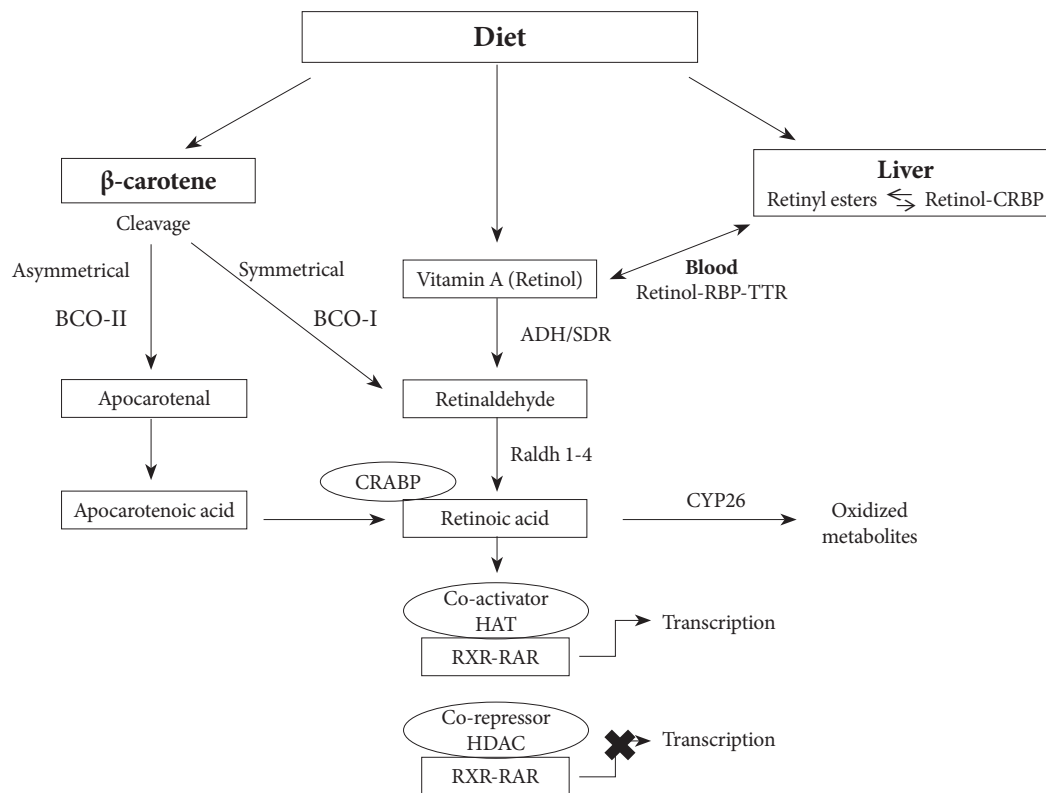 Diet
β-carotene
Liver
Retinyl esters
Retinol-CRBP
Cleavage
Asymmetrical
Symmetrical
Vitamin A (Retinol)
Blood
Retinol-RBP-TTR
BCO-II
BCO-I
ADH/SDR
Apocarotenal
Retinaldehyde
Raldh 1-4
CRABP
Apocarotenoic acid
Retinoic acid
CYP26
Oxidized
metabolites
Co-activator
HAT
RXR-RAR
Transcription
Co-repressor
HDAC
RXR-RAR
Transcription